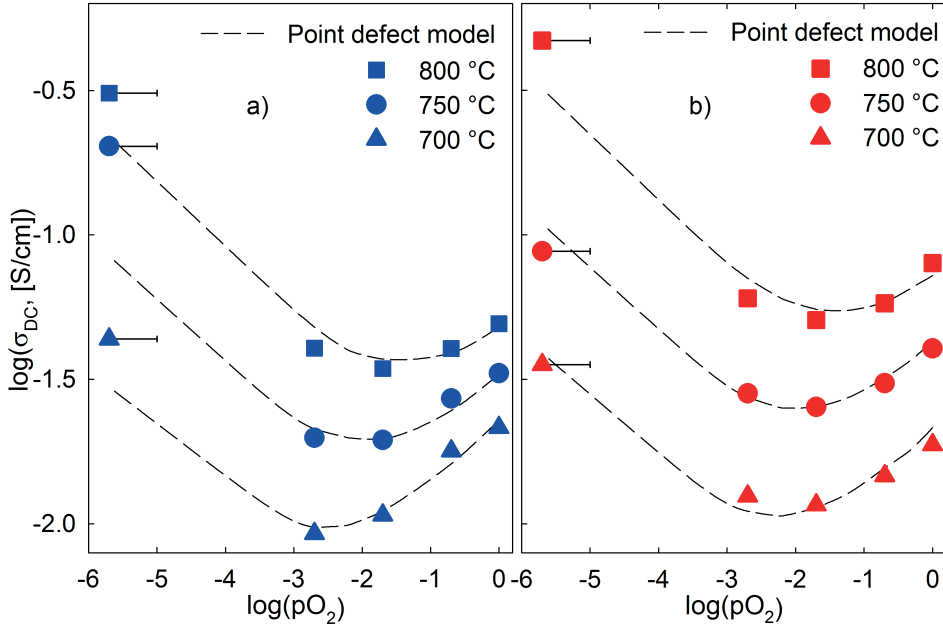 Point defect model
800 °C
750 °C
700 °C
a)
Point defect model
800 °C
750 °C
700 °C
b)
-0.5
-1.0
-1.5
-2.0
log(σDC, [S/cm])
-6 -5 -4 -3 -2 -1 0
log(pO2)
-6 -5 -4 -3 -2 -1 0
log(pO2)